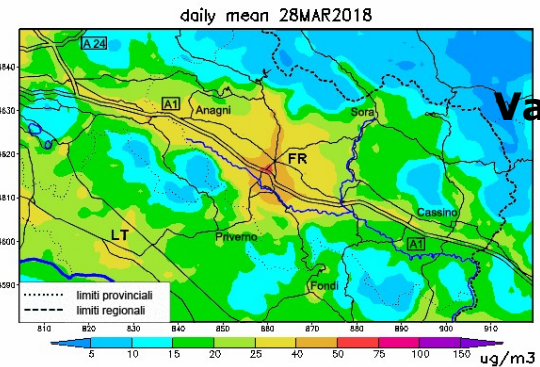 daily mean 28MAR2018
A 24
4840
4830
4820
4810
4800
4590
A1
Anagni
Sora
Va
FR
LT
Priverno
Cassino
A1
Fondi
limiti provinciali
limiti regionali
810 820 830 840 850 860 870 880 890 900 910
5 10 15 20 25 40 50 75 100 150
ug/m3